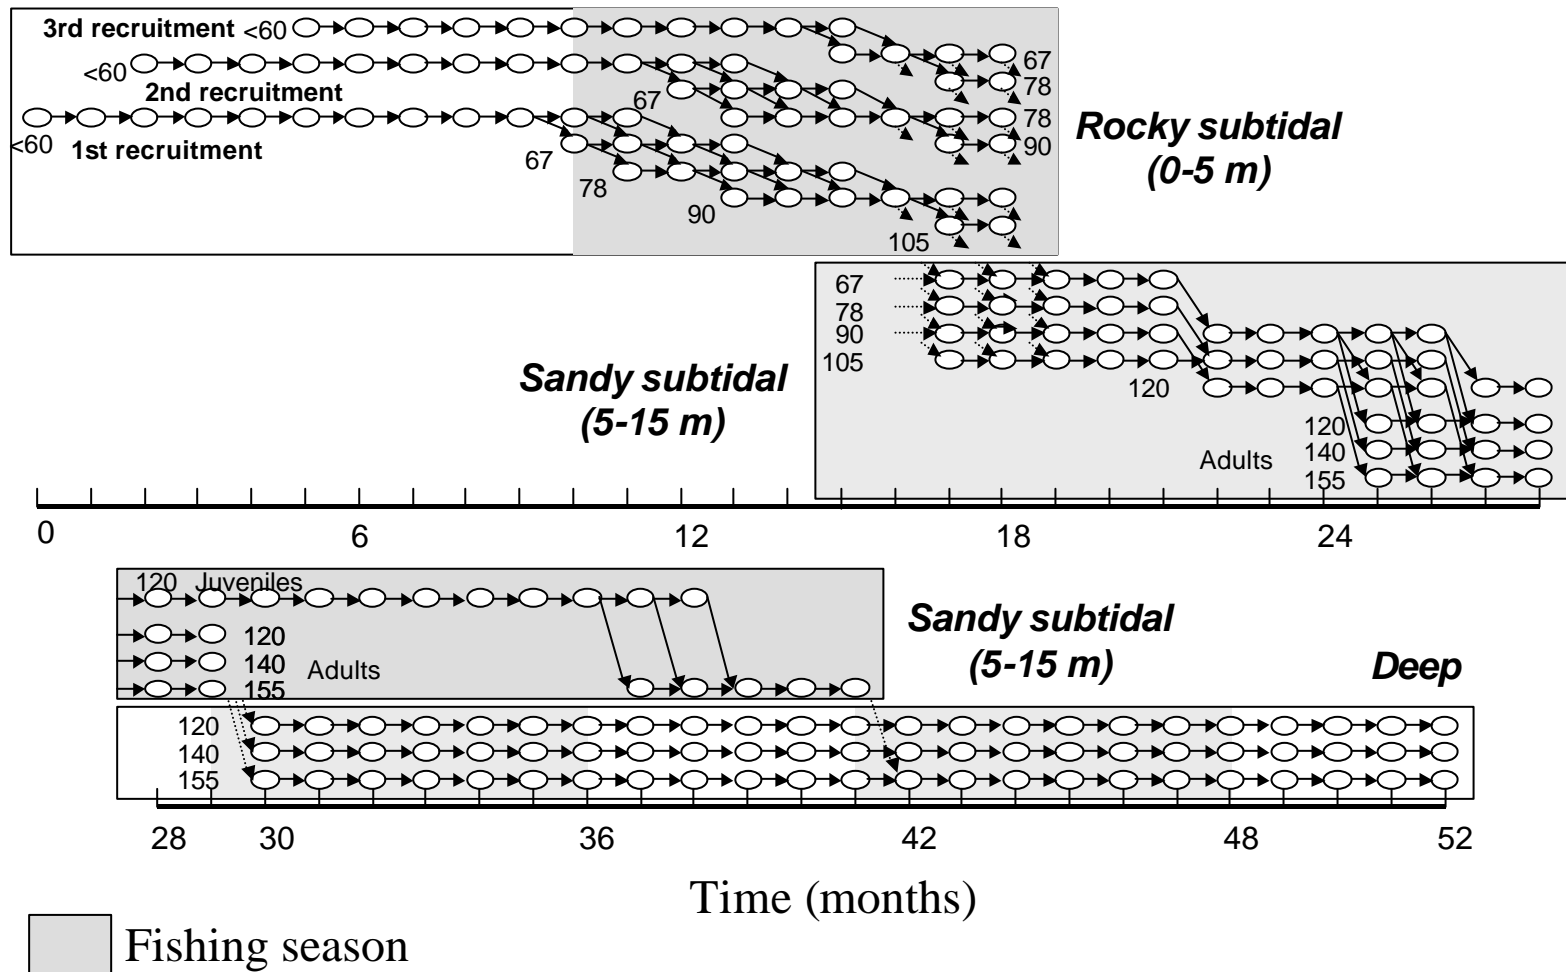 3rd recruitment <60
<60
2nd recruitment
<60 1st recruitment
67
67
78
90
105
67
78
78
90
Rocky subtidal
(0-5 m)
67
78
90
105
120
Sandy subtidal
(5-15 m)
Adults
120
140
155
0 6 12 18 24
120 Juveniles
120
140
155
Adults
Sandy subtidal
(5-15 m)
Deep
120
140
155
28 30 36 42 48 52
Time (months)
Fishing season